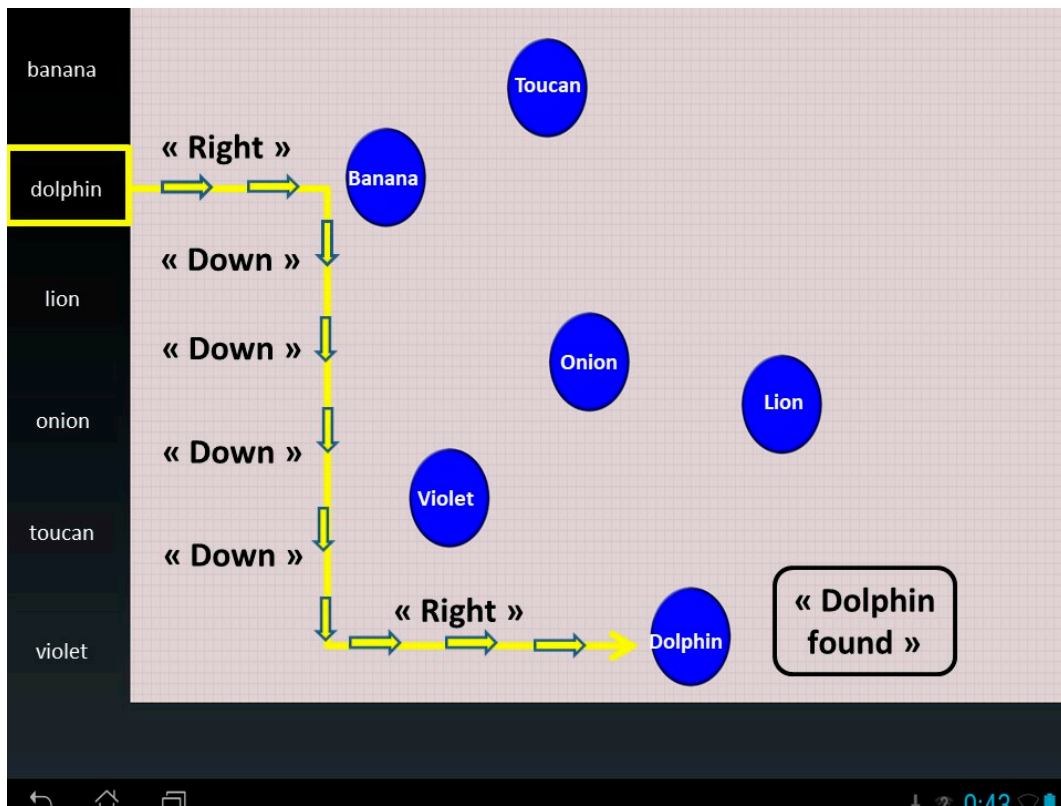 banana
dolphin
lion
onion
toucan
violet
Toucan
Banana
« Right »
« Down »
« Down »
Onion
Lion
« Down »
Violet
« Down »
« Right »
Dolphin
« Dolphin
found »
0:43